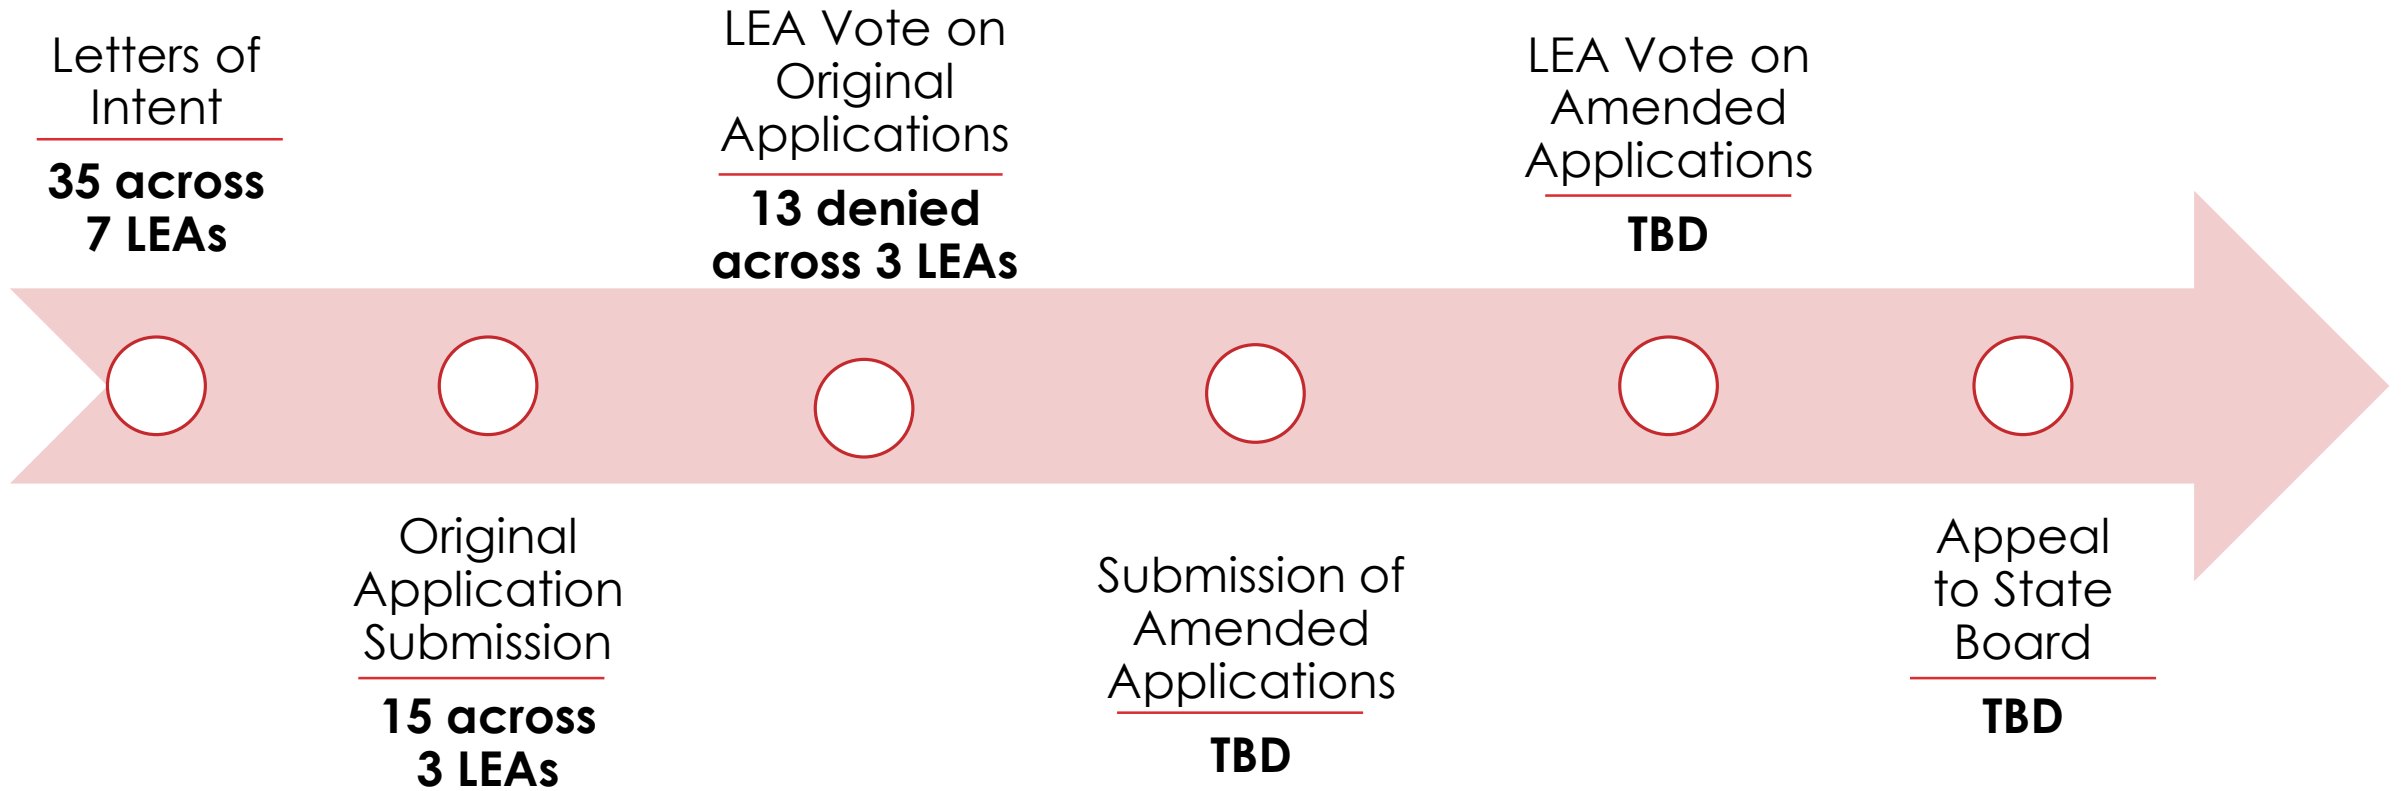 Letters of
Intent
35 across
7 LEAs
Original
Application
Submission
15 across
3 LEAs
LEA Vote on
Original
Applications
13 denied
across 3 LEAs
Submission of
Amended
Applications
TBD
LEA Vote on
Amended
Applications
TBD
Appeal
to State
Board
TBD